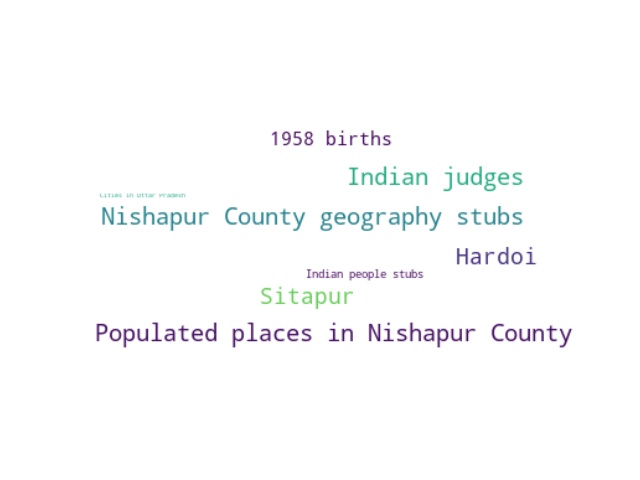 1958 births
Indian judges
Cities in Uttar Pradesh
Nishapur County geography stubs
Hardoi
Indian people stubs
Sitapur
Populated places in Nishapur County